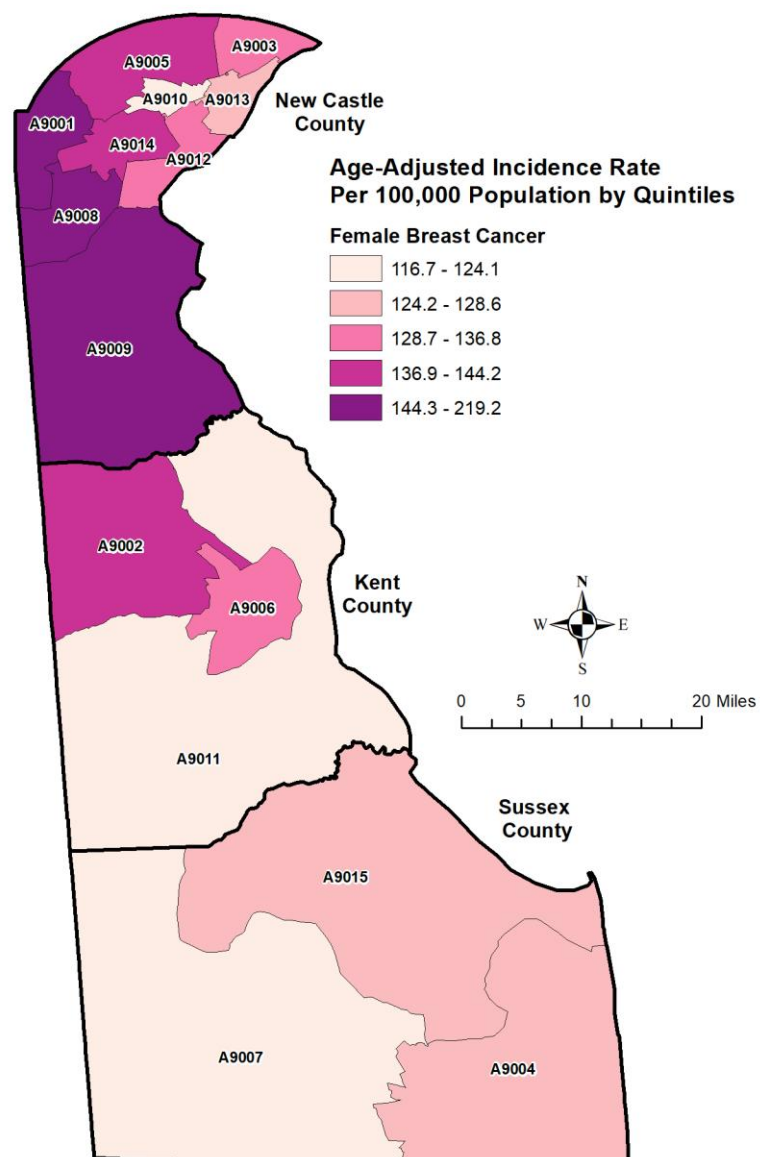 A9003
A9005
A9010
A9013
New Castle
County
A9001
A9014
A9012
Age-Adjusted Incidence Rate
Per 100,000 Population by Quintiles
A9008
Female Breast Cancer
116.7 - 124.1
124.2 - 128.6
128.7 - 136.8
136.9 - 144.2
144.3 - 219.2
A9009
A9002
Kent
County
A9006
N
W
E
S
0 5 10 20 Miles
A9011
Sussex
County
A9015
A9007
A9004